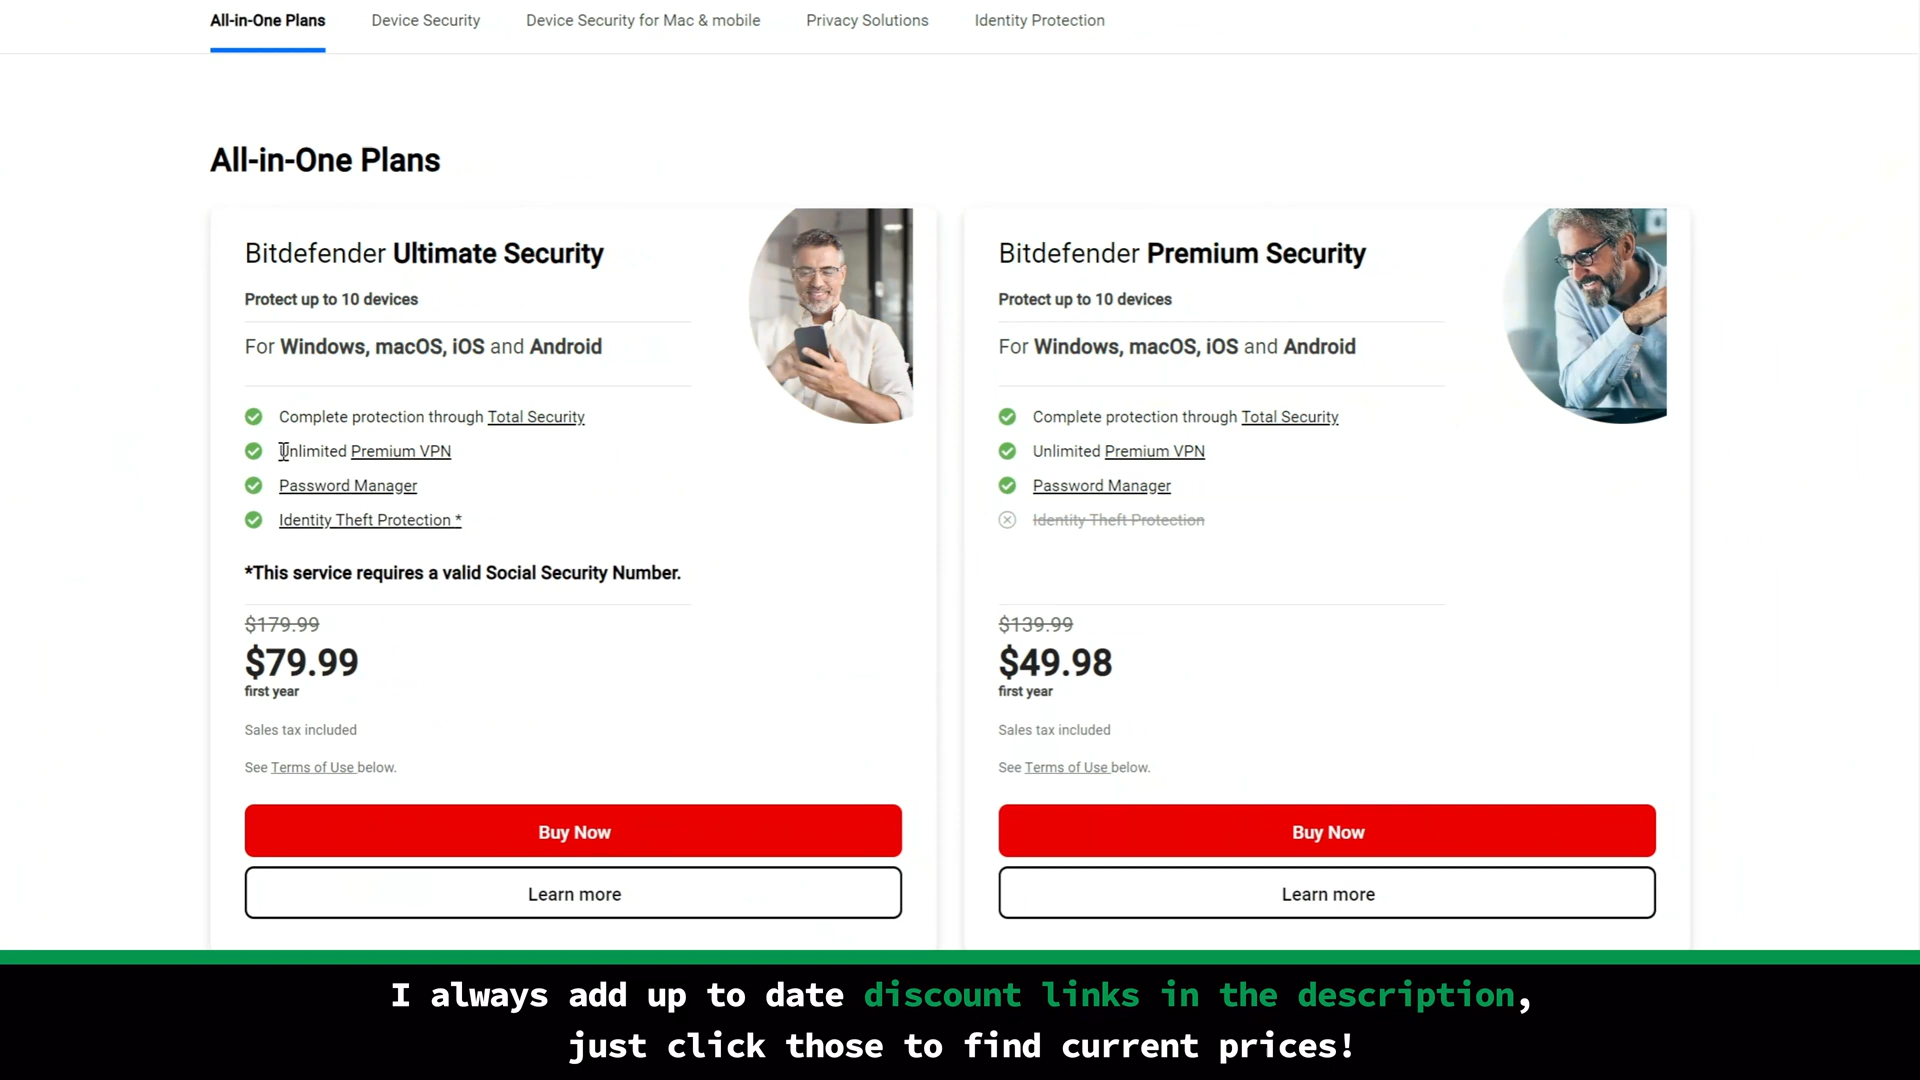 All-in-One Plans
Device Security
Device Security for Mac & mobile
Privacy Solutions
Identity Protection
All-in-One Plans
Bitdefender Ultimate Security
Protect up to 10 devices
For Windows, macOS, iOS and Android
Complete protection through Total Security
Unlimited Premium VPN
Password Manager
Identity Theft Protection *
*This service requires a valid Social Security Number.
$179.99
$79.99
first year
Sales tax included
See Terms of Use below.
Buy Now
Learn more
Bitdefender Premium Security
Protect up to 10 devices
For Windows, macOS, iOS and Android
Complete protection through Total Security
Unlimited Premium VPN
Password Manager
Identity Theft Protection
$139.99
$49.98
first year
Sales tax included
See Terms of Use below.
Buy Now
Learn more
I always add up to date discount links in the description,
just click those to find current prices!